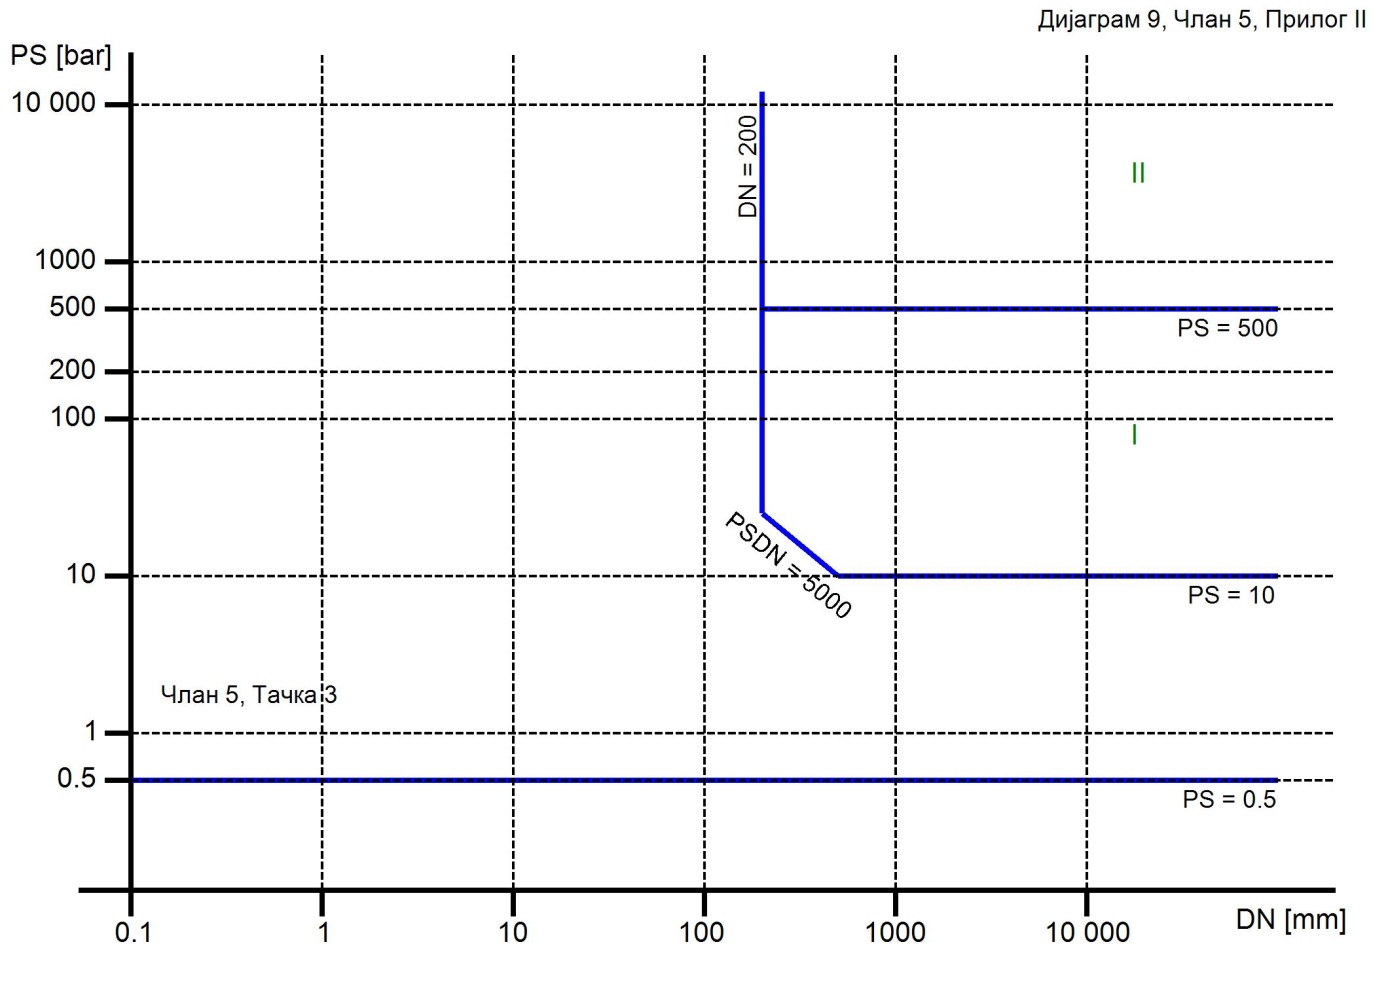 Дијаграм 9, Члан 5, Прилог II
PS [bar]
10 000
DN = 200
II
1000
500
PS = 500
200
100
I
PSDN = 5000
10
PS = 10
Члан 5, Тачка 3
1
0.5
PS = 0.5
0.1
1
10
100
1000
10 000
DN [mm]